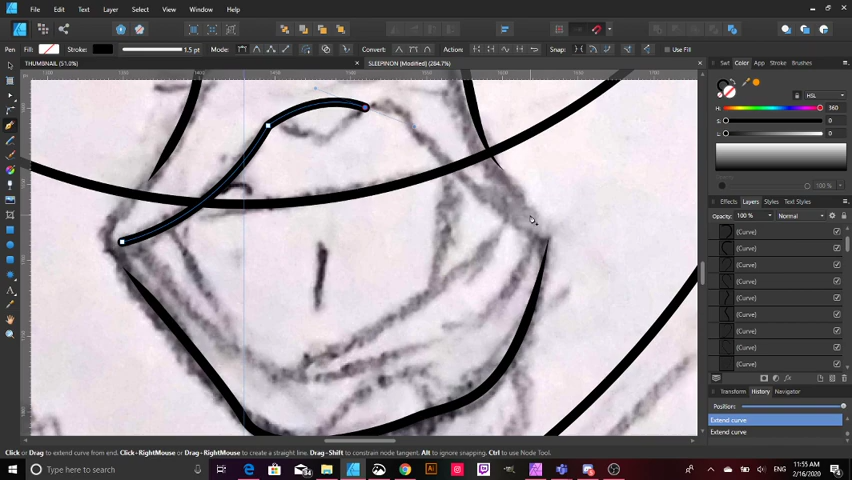 File Edit Text Layer Select View Window Help
Pen Fill: Stroke: 1.5 pt Mode: Convert: Action: Snap: Use Fill
THUMBNAIL (51.0%) × SLEEPINON [Modified] (284.7%) ×
Swt Color App Stroke Brushes
HSL
H: 360
S: 0
L: 0
100 %
Effects Layers Styles Text Styles
Opacity: 100 % Normal
(Curve)
(Curve)
(Curve)
(Curve)
(Curve)
(Curve)
(Curve)
(Curve)
(Curve)
Transform History Navigator
Position:
Extend curve
Extend curve
Click or Drag to extend curve from end. Click+RightMouse or Drag+RightMouse to create a straight line. Drag+Shift to constrain node tangent. Alt to ignore snapping. Ctrl to use Node Tool.
Type here to search
11:55 AM
2/16/2020